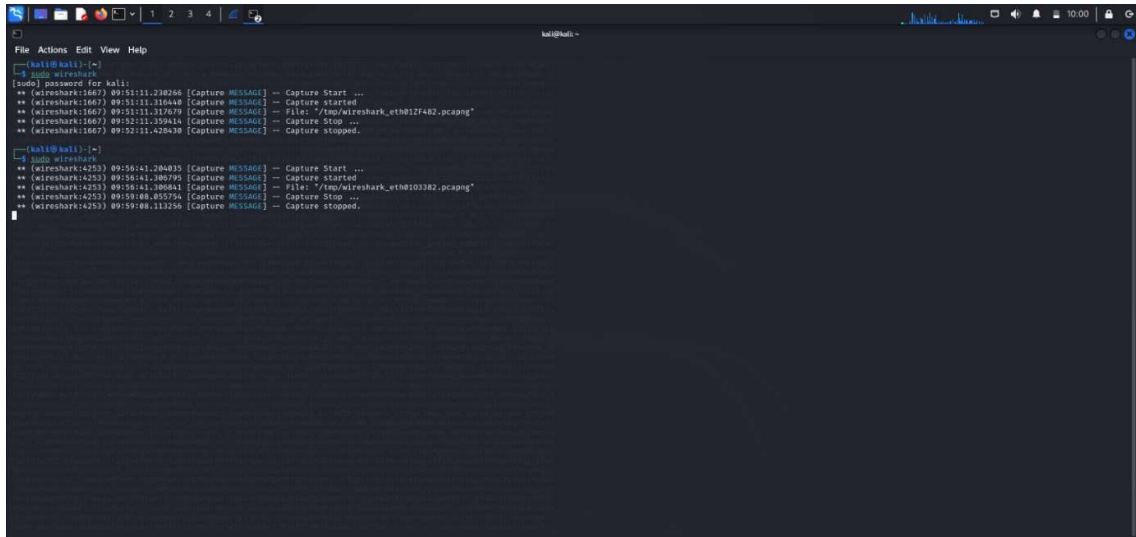 1 2 3 4
10:00
kali@kali: ~
File Actions Edit View Help
(kali㉿kali)-[~]
$ sudo wireshark
[sudo] password for kali:
** (wireshark:1667) 09:51:11.230266 [Capture MESSAGE] -- Capture Start ...
** (wireshark:1667) 09:51:11.316440 [Capture MESSAGE] -- Capture started
** (wireshark:1667) 09:51:11.317679 [Capture MESSAGE] -- File: "/tmp/wireshark_eth01ZF482.pcapng"
** (wireshark:1667) 09:52:11.359414 [Capture MESSAGE] -- Capture Stop ...
** (wireshark:1667) 09:52:11.428430 [Capture MESSAGE] -- Capture stopped.
(kali㉿kali)-[~]
$ sudo wireshark
** (wireshark:4253) 09:56:41.204035 [Capture MESSAGE] -- Capture Start ...
** (wireshark:4253) 09:56:41.306795 [Capture MESSAGE] -- Capture started
** (wireshark:4253) 09:56:41.306841 [Capture MESSAGE] -- File: "/tmp/wireshark_eth01O3382.pcapng"
** (wireshark:4253) 09:59:08.055754 [Capture MESSAGE] -- Capture Stop ...
** (wireshark:4253) 09:59:08.113256 [Capture MESSAGE] -- Capture stopped.